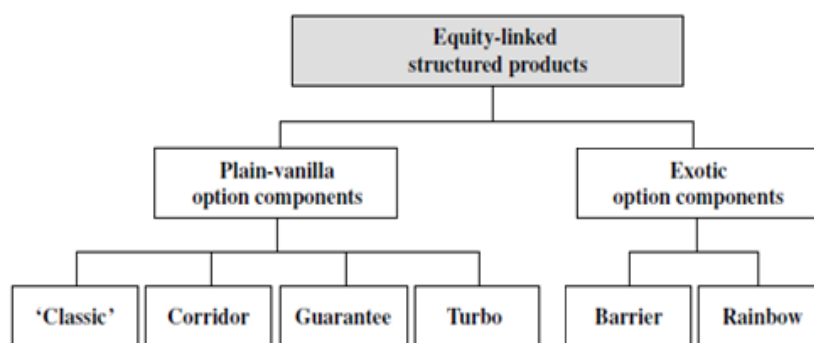 Equity-linked
structured products
Plain-vanilla
option components
Exotic
option components
‘Classic’
Corridor
Guarantee
Turbo
Barrier
Rainbow